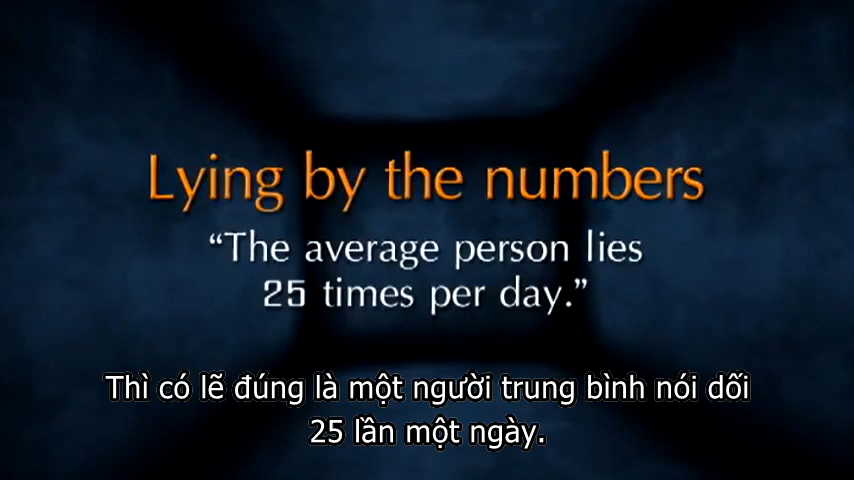 Lying by the numbers
“The average person lies
25 times per day.”
Thì có lẽ đúng là một người trung bình nói dối
25 lần một ngày.